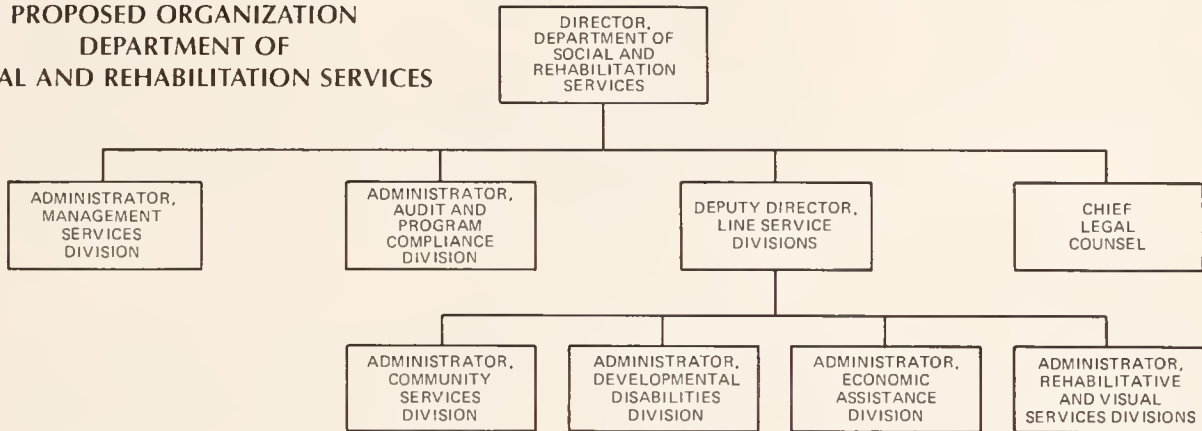 PROPOSED ORGANIZATION
DEPARTMENT OF
AND REHABILITATION SERVICES
DIRECTOR,
DEPARTMENT OF
SOCIAL AND
REHABILITATION
SERVICES
ADMINISTRATOR,
MANAGEMENT
SERVICES
DIVISION
ADMINISTRATOR,
AUDIT AND
PROGRAM
COMPLIANCE
DIVISION
DEPUTY DIRECTOR,
LINE SERVICE
DIVISIONS
CHIEF
LEGAL
COUNSEL
ADMINISTRATOR,
COMMUNITY
SERVICES
DIVISION
ADMINISTRATOR,
DEVELOPMENTAL
DISABILITIES
DIVISION
ADMINISTRATOR,
ECONOMIC
ASSISTANCE
DIVISION
ADMINISTRATOR,
REHABILITATIVE
AND VISUAL
SERVICES DIVISIONS